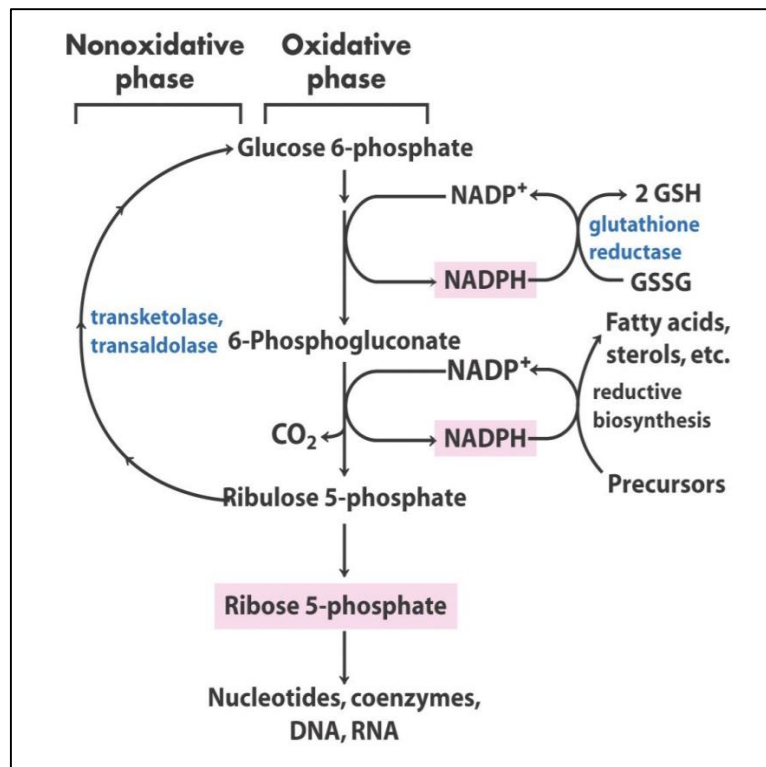 Nonoxidative
phase
Oxidative
phase
Glucose 6-phosphate
NADP⁺
2 GSH
glutathione
reductase
NADPH
GSSG
transketolase,
transaldolase
6-Phosphogluconate
Fatty acids,
sterols, etc.
NADP⁺
reductive
biosynthesis
CO₂
NADPH
Precursors
Ribulose 5-phosphate
Ribose 5-phosphate
Nucleotides, coenzymes,
DNA, RNA